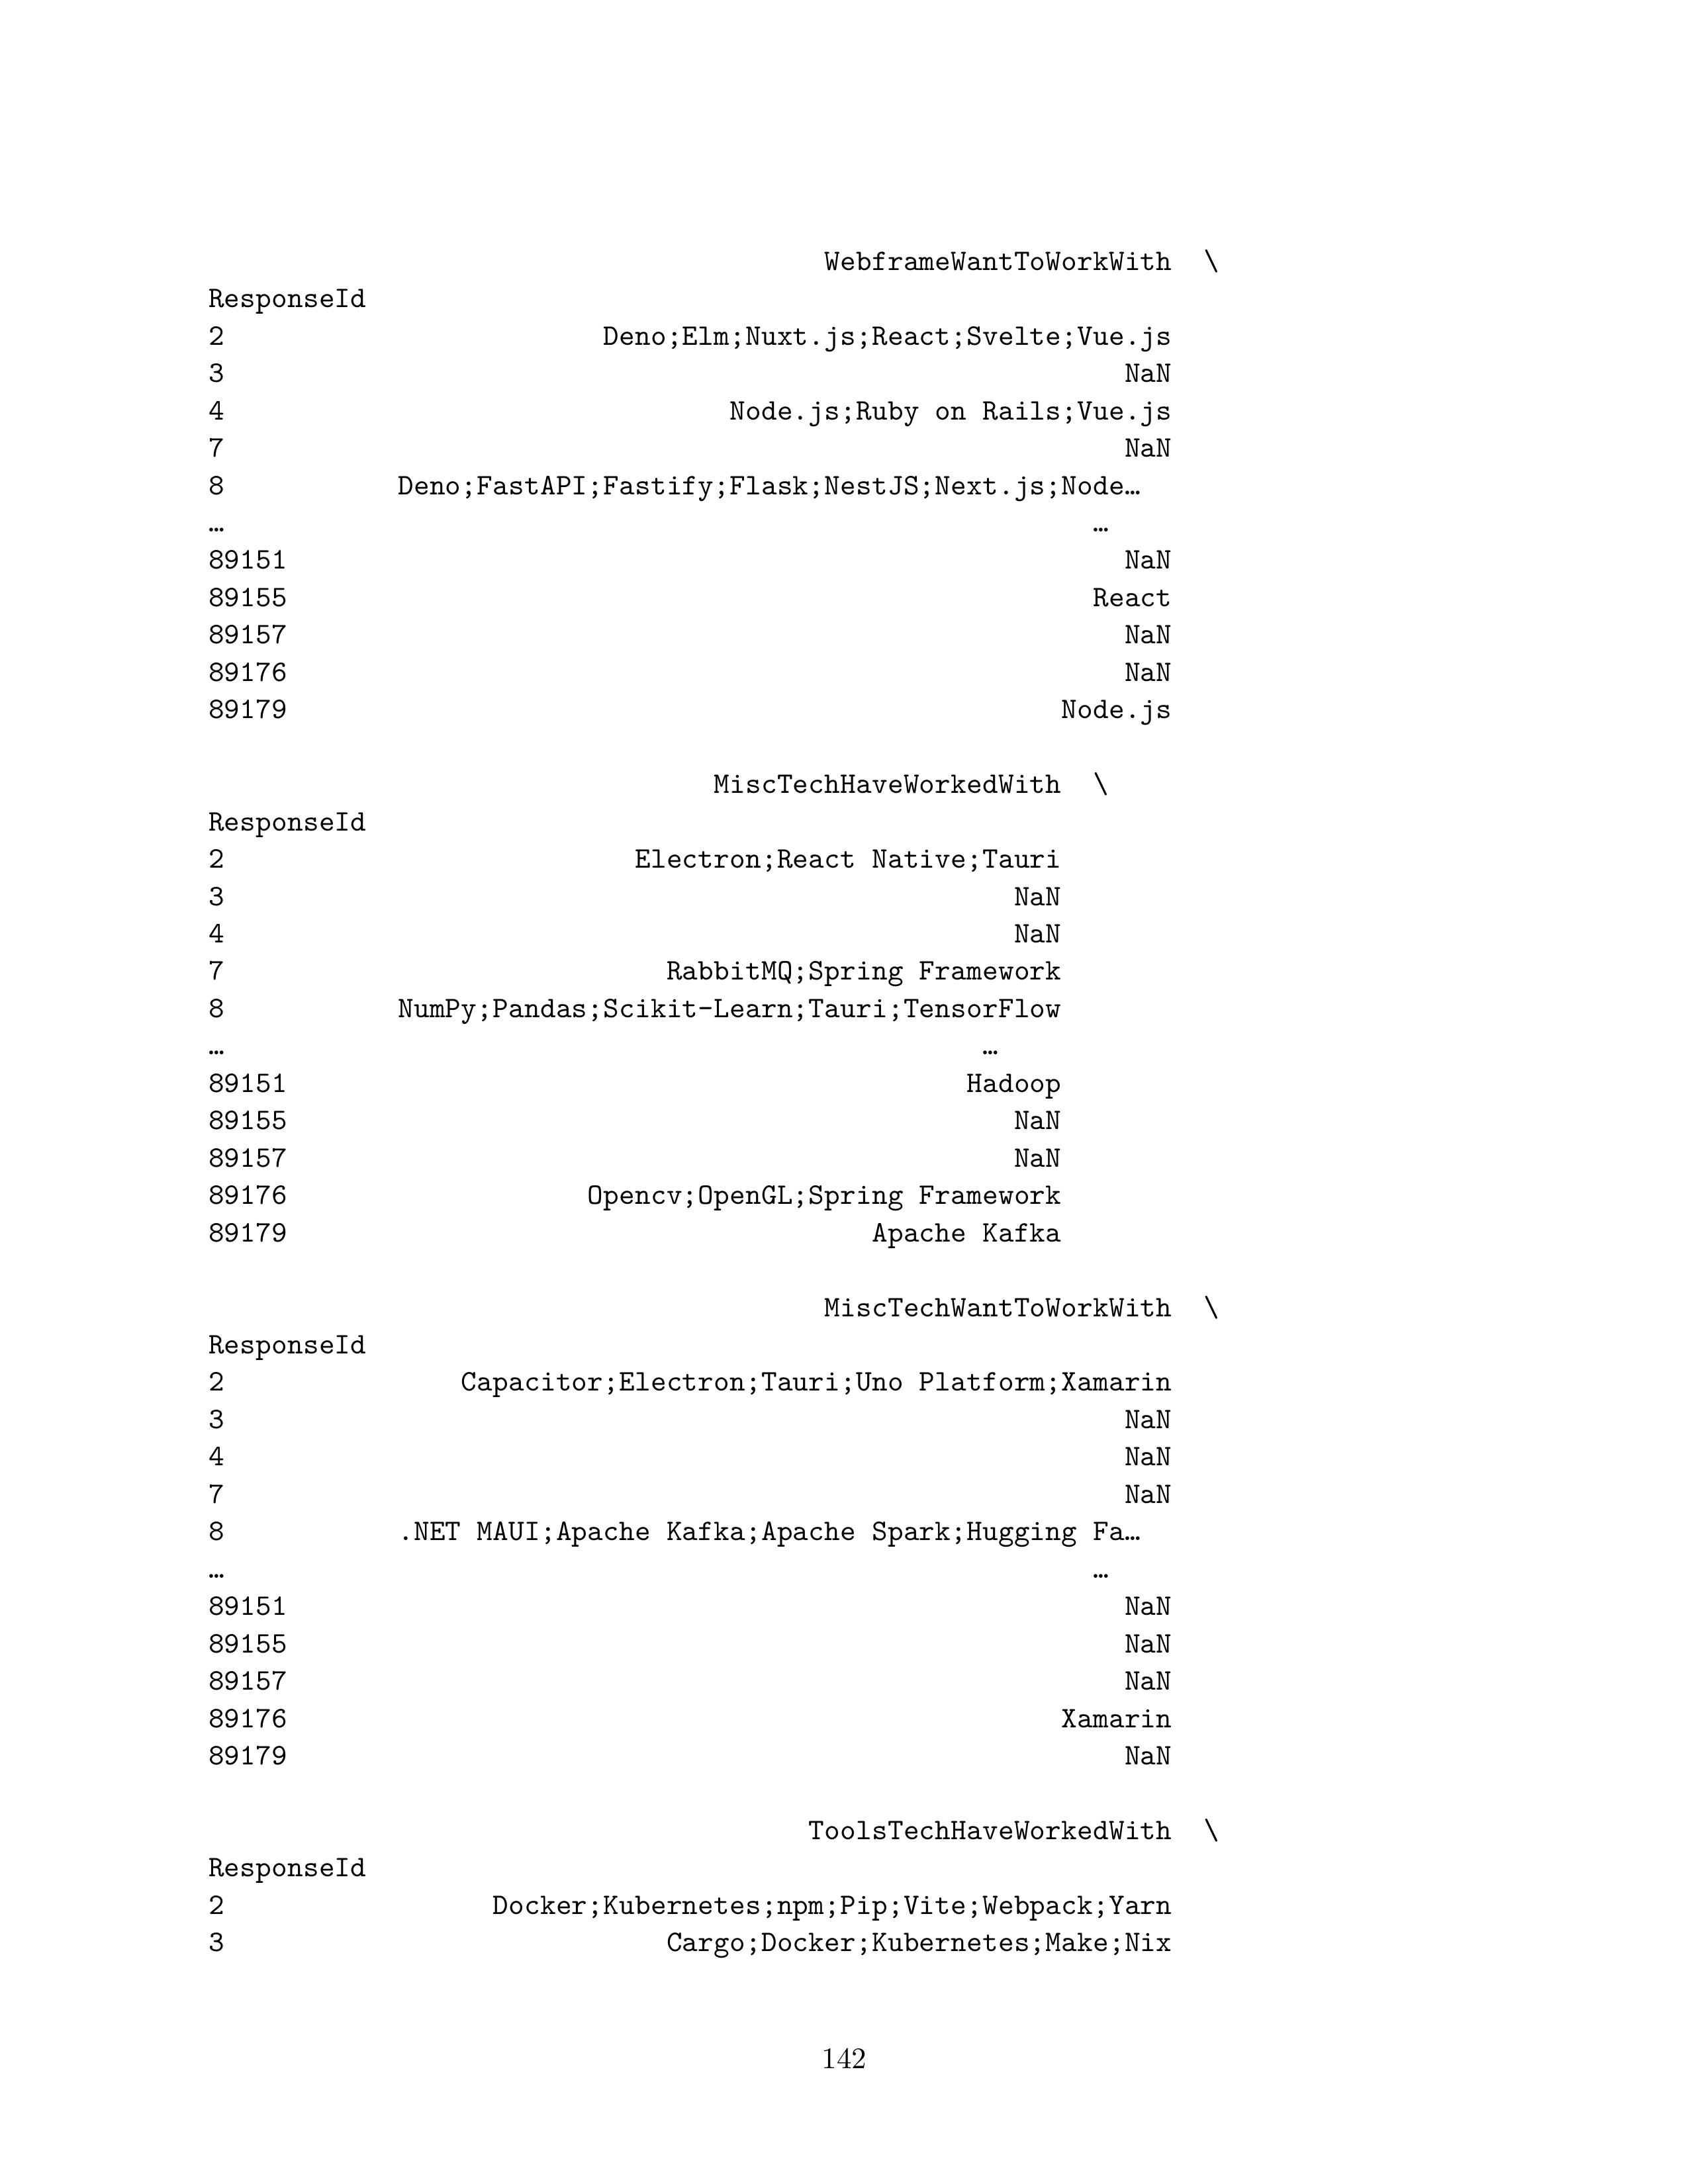 WebframeWantToWorkWith \
ResponseId
2 Deno;Elm;Nuxt.js;React;Svelte;Vue.js
3 NaN
4 Node.js;Ruby on Rails;Vue.js
7 NaN
8 Deno;FastAPI;Fastify;Flask;NestJS;Next.js;Node…
… …
89151 NaN
89155 React
89157 NaN
89176 NaN
89179 Node.js
MiscTechHaveWorkedWith \
ResponseId
2 Electron;React Native;Tauri
3 NaN
4 NaN
7 RabbitMQ;Spring Framework
8 NumPy;Pandas;Scikit-Learn;Tauri;TensorFlow
… …
89151 Hadoop
89155 NaN
89157 NaN
89176 Opencv;OpenGL;Spring Framework
89179 Apache Kafka
MiscTechWantToWorkWith \
ResponseId
2 Capacitor;Electron;Tauri;Uno Platform;Xamarin
3 NaN
4 NaN
7 NaN
8 .NET MAUI;Apache Kafka;Apache Spark;Hugging Fa…
… …
89151 NaN
89155 NaN
89157 NaN
89176 Xamarin
89179 NaN
ToolsTechHaveWorkedWith \
ResponseId
2 Docker;Kubernetes;npm;Pip;Vite;Webpack;Yarn
3 Cargo;Docker;Kubernetes;Make;Nix
142